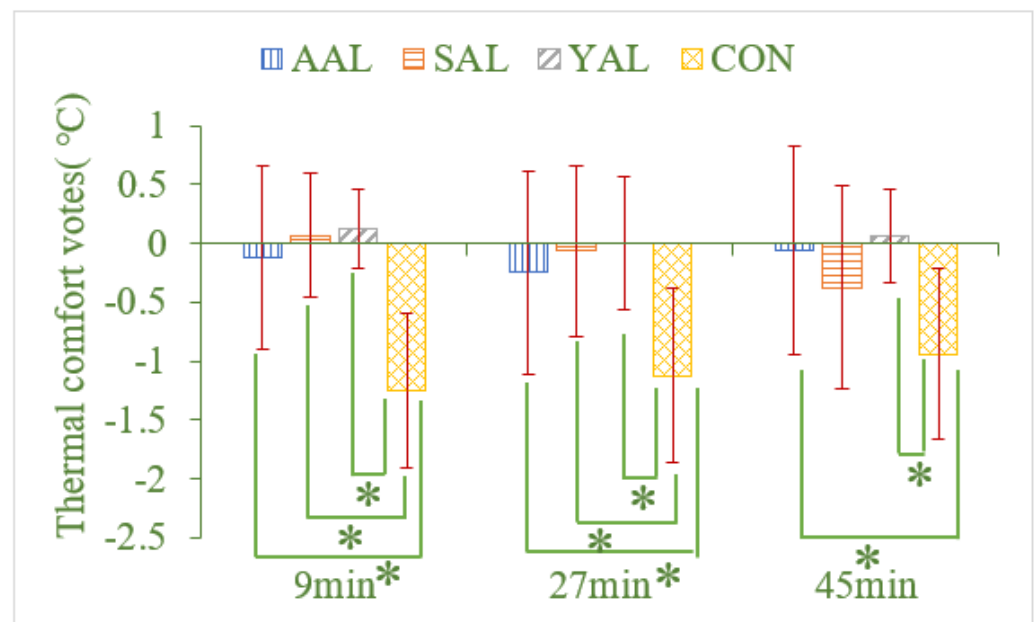 AAL SAL YAL CON
Thermal comfort votes( °C)
1
0.5
0
-0.5
-1
-1.5
-2
-2.5
* * *
* * *
* *
9min 27min 45min